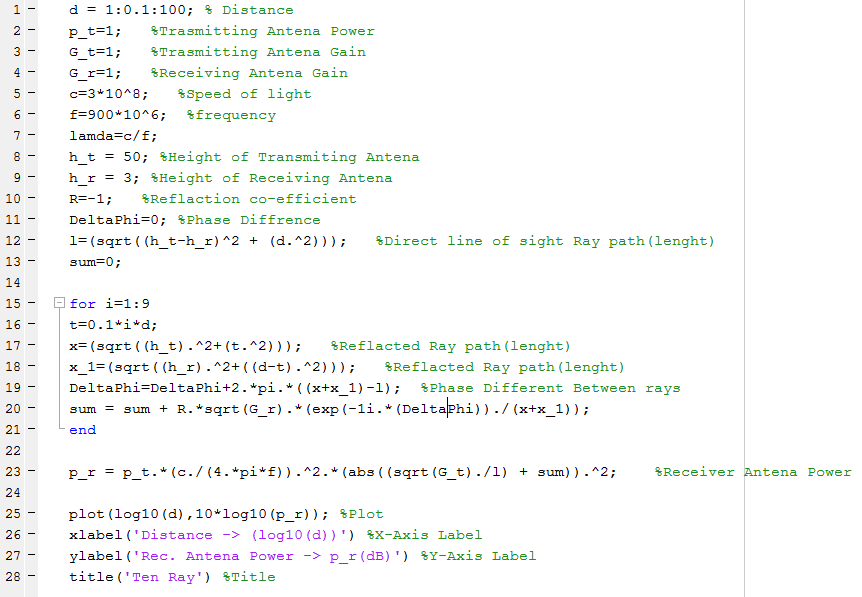 1 - d = 1:0.1:100; % Distance
2 - p_t=1; %Trasmitting Antena Power
3 - G_t=1; %Trasmitting Antena Gain
4 - G_r=1; %Receiving Antena Gain
5 - c=3*10^8; %Speed of light
6 - f=900*10^6; %frequency
7 - lamda=c/f;
8 - h_t = 50; %Height of Transmiting Antena
9 - h_r = 3; %Height of Receiving Antena
10 - R=-1; %Reflaction co-efficient
11 - DeltaPhi=0; %Phase Diffrence
12 - l=(sqrt((h_t-h_r)^2 + (d.^2))); %Direct line of sight Ray path(lenght)
13 - sum=0;
14
15 - for i=1:9
16 - t=0.1*i*d;
17 - x=(sqrt((h_t).^2+(t.^2))); %Reflacted Ray path(lenght)
18 - x_1=(sqrt((h_r).^2+((d-t).^2))); %Reflacted Ray path(lenght)
19 - DeltaPhi=DeltaPhi+2.*pi.*((x+x_1)-l); %Phase Different Between rays
20 - sum = sum + R.*sqrt(G_r).*(exp(-1i.*(DeltaPhi))./(x+x_1));
21 - end
22
23 - p_r = p_t.*(c./(4.*pi*f)).^2.*(abs((sqrt(G_t)./l) + sum)).^2; %Receiver Antena Power
24
25 - plot(log10(d),10*log10(p_r)); %Plot
26 - xlabel('Distance -> (log10(d))') %X-Axis Label
27 - ylabel('Rec. Antena Power -> p_r(dB)') %Y-Axis Label
28 - title('Ten Ray') %Title